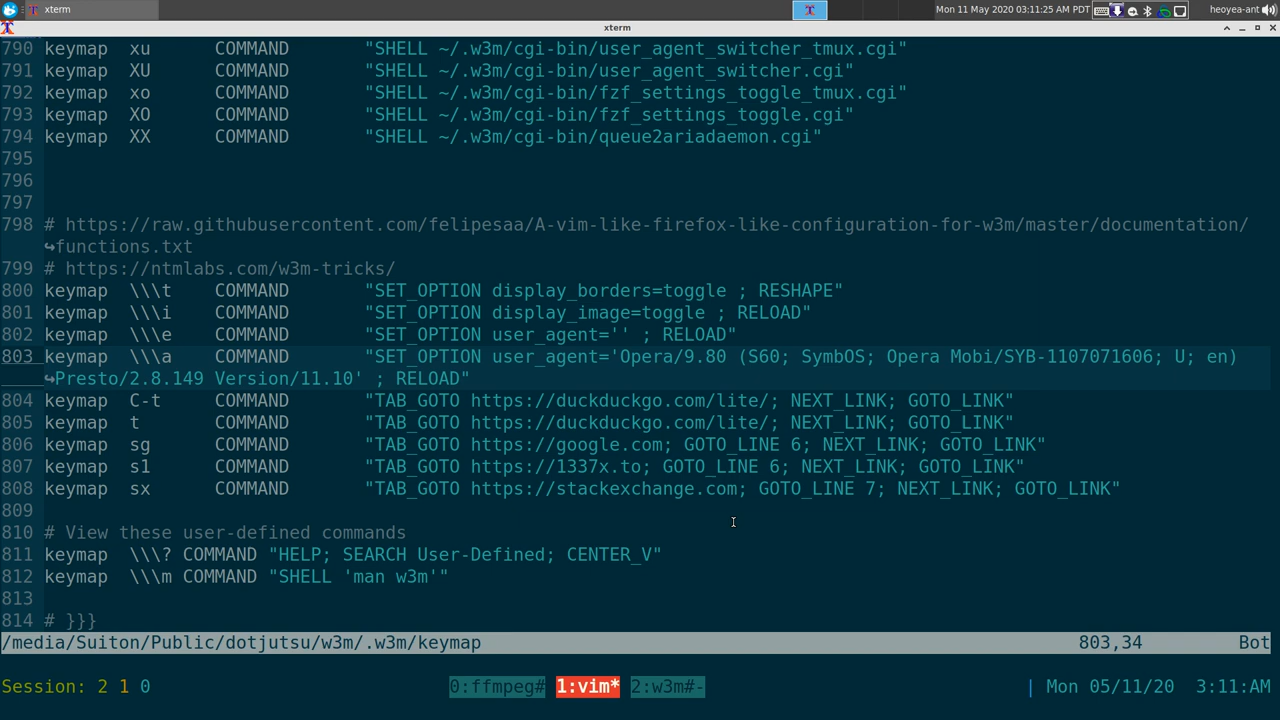 xterm
Mon 11 May 2020 03:11:25 AM PDT
heoyea-ant
xterm
790 keymap  xu      COMMAND       "SHELL ~/.w3m/cgi-bin/user_agent_switcher_tmux.cgi"
791 keymap  XU      COMMAND       "SHELL ~/.w3m/cgi-bin/user_agent_switcher.cgi"
792 keymap  xo      COMMAND       "SHELL ~/.w3m/cgi-bin/fzf_settings_toggle_tmux.cgi"
793 keymap  XO      COMMAND       "SHELL ~/.w3m/cgi-bin/fzf_settings_toggle.cgi"
794 keymap  XX      COMMAND       "SHELL ~/.w3m/cgi-bin/queue2ariadaemon.cgi"
795
796
797
798 # https://raw.githubusercontent.com/felipesaa/A-vim-like-firefox-like-configuration-for-w3m/master/documentation/
↪functions.txt
799 # https://ntmlabs.com/w3m-tricks/
800 keymap  \\\t    COMMAND       "SET_OPTION display_borders=toggle ; RESHAPE"
801 keymap  \\\i    COMMAND       "SET_OPTION display_image=toggle ; RELOAD"
802 keymap  \\\e    COMMAND       "SET_OPTION user_agent='' ; RELOAD"
803 keymap  \\\a    COMMAND       "SET_OPTION user_agent='Opera/9.80 (S60; SymbOS; Opera Mobi/SYB-1107071606; U; en)
↪Presto/2.8.149 Version/11.10' ; RELOAD"
804 keymap  C-t     COMMAND       "TAB_GOTO https://duckduckgo.com/lite/; NEXT_LINK; GOTO_LINK"
805 keymap  t       COMMAND       "TAB_GOTO https://duckduckgo.com/lite/; NEXT_LINK; GOTO_LINK"
806 keymap  sg      COMMAND       "TAB_GOTO https://google.com; GOTO_LINE 6; NEXT_LINK; GOTO_LINK"
807 keymap  s1      COMMAND       "TAB_GOTO https://1337x.to; GOTO_LINE 6; NEXT_LINK; GOTO_LINK"
808 keymap  sx      COMMAND       "TAB_GOTO https://stackexchange.com; GOTO_LINE 7; NEXT_LINK; GOTO_LINK"
809
810 # View these user-defined commands
811 keymap  \\\? COMMAND "HELP; SEARCH User-Defined; CENTER_V"
812 keymap  \\\m COMMAND "SHELL 'man w3m'"
813
814 # }}}
/media/Suiton/Public/dotjutsu/w3m/.w3m/keymap 803,34 Bot
Session: 2 1 0 0:ffmpeg# 1:vim* 2:w3m#- | Mon 05/11/20  3:11AM